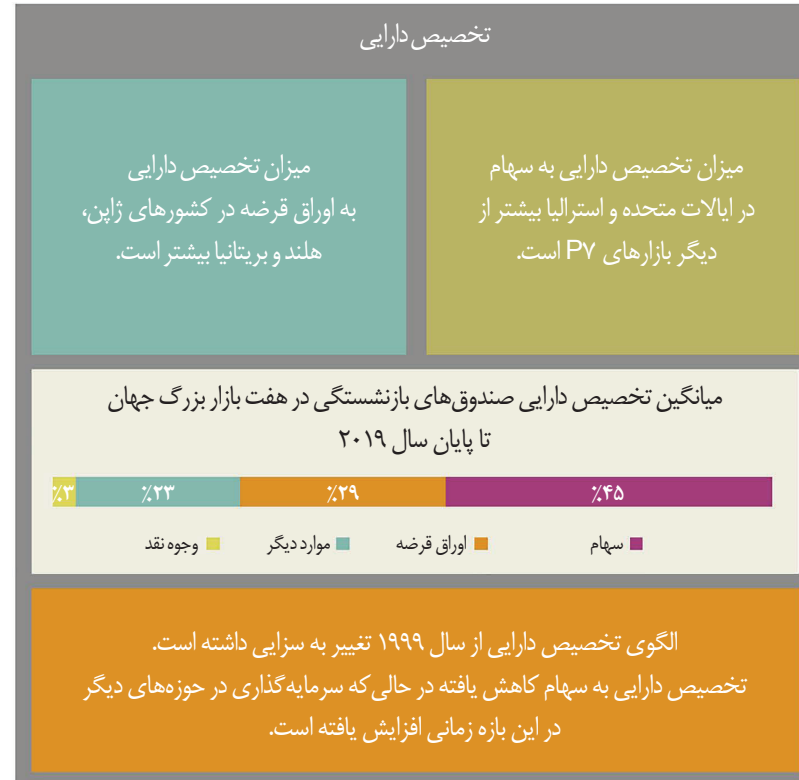 تخصیص دارایی
میزان تخصیص دارایی به سهام
در ایالات متحده و استرالیا بیشتر از
دیگر بازارهای P۷ است.
میزان تخصیص دارایی
به اوراق قرضه در کشورهای ژاپن،
هلند و بریتانیا بیشتر است.
میانگین تخصیص دارایی صندوق‌های بازنشستگی در هفت بازار بزرگ جهان
تا پایان سال ۲۰۱۹
٪۴۵ ٪۲۹ ٪۲۳ ٪۳
سهام اوراق قرضه موارد دیگر وجوه نقد
الگوی تخصیص دارایی از سال ۱۹۹۹ تغییر به سزایی داشته است.
تخصیص دارایی به سهام کاهش یافته در حالی‌که سرمایه‌گذاری در حوزه‌های دیگر
در این بازه زمانی افزایش یافته است.